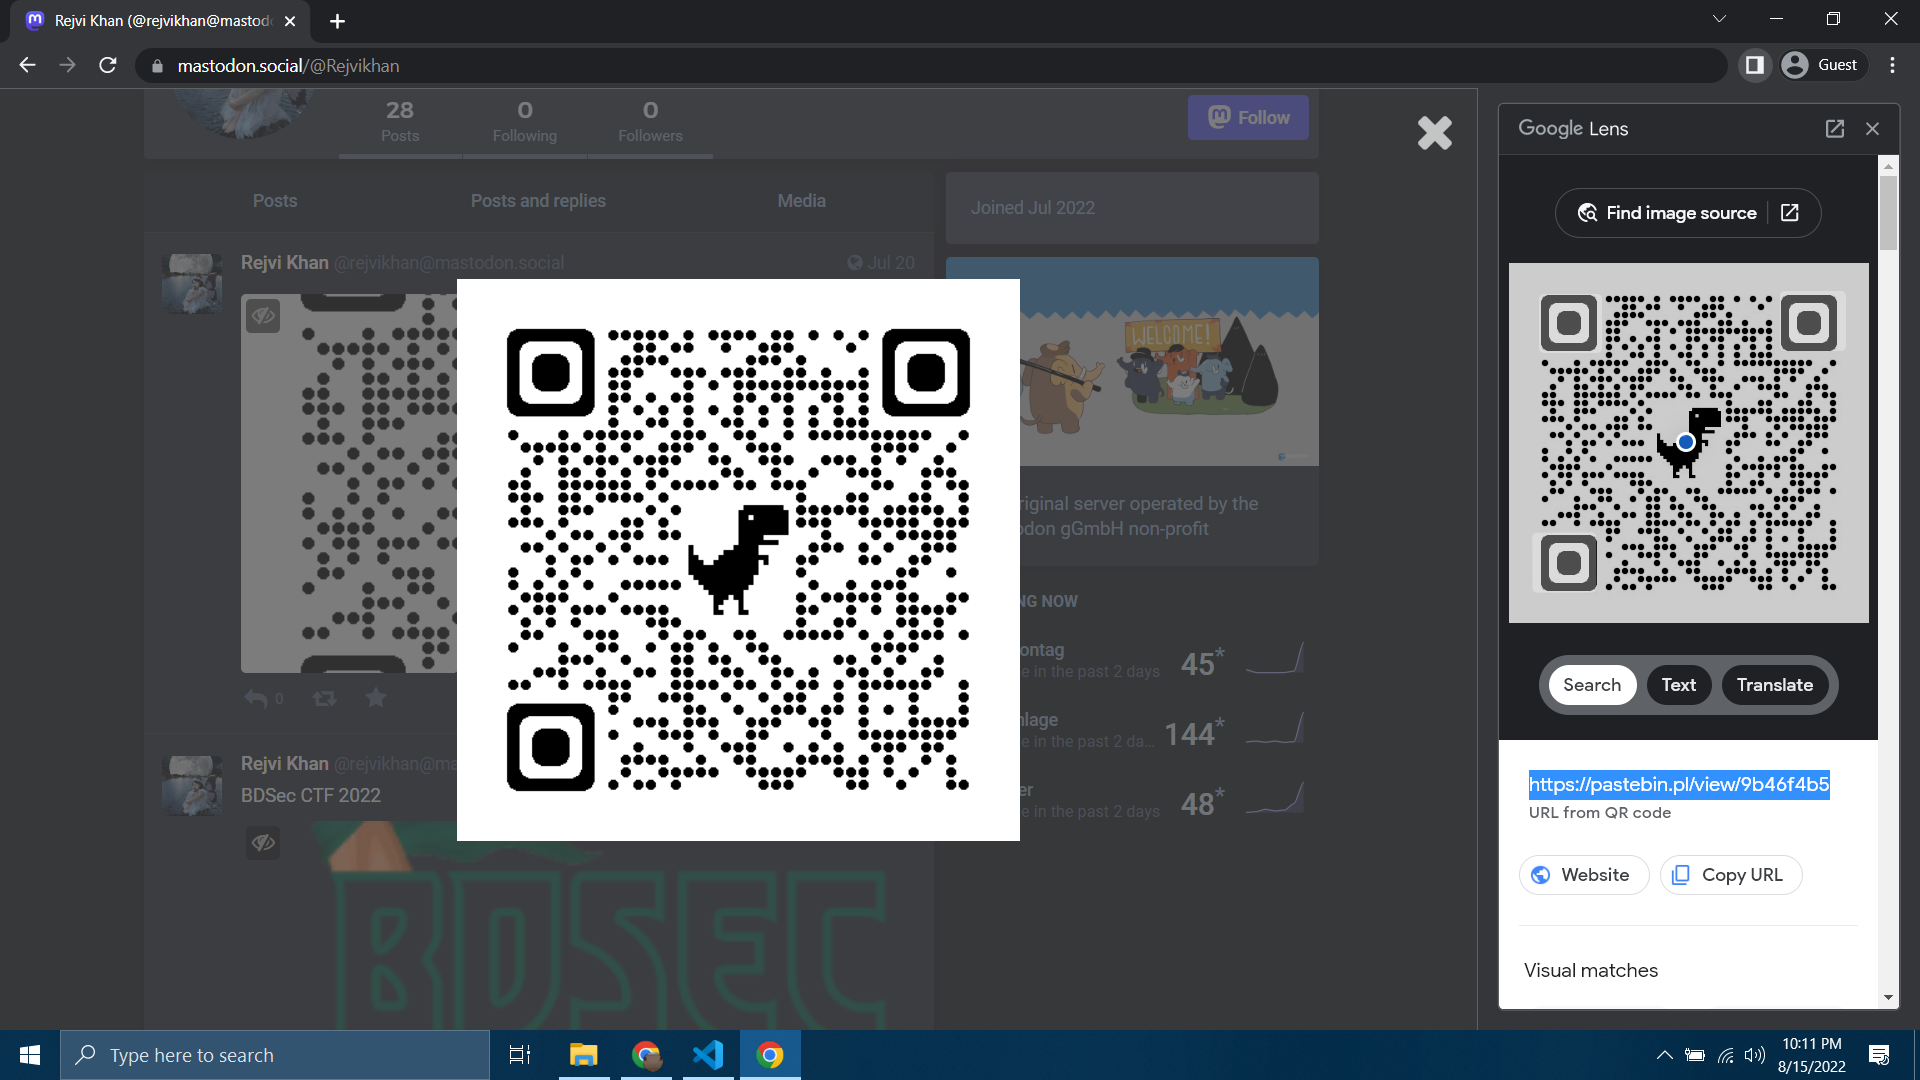 Rejvi Khan (@rejvikhan@mastod
mastodon.social/@Rejvikhan
Guest
28
Posts
0
Following
0
Followers
Follow
Posts
Posts and replies
Media
Joined Jul 2022
Rejvi Khan @rejvikhan@mastodon.social
Jul 20
WELCOME!
riginal server operated by the
odon gGmbH non-profit
NG NOW
ontag
e in the past 2 days
45*
0
nlage
e in the past 2 da...
144*
er
e in the past 2 days
48*
Rejvi Khan @rejvikhan@ma
BDSec CTF 2022
BDSEC
Google Lens
Find image source
Search
Text
Translate
https://pastebin.pl/view/9b46f4b5
URL from QR code
Website
Copy URL
Visual matches
Type here to search
10:11 PM
8/15/2022